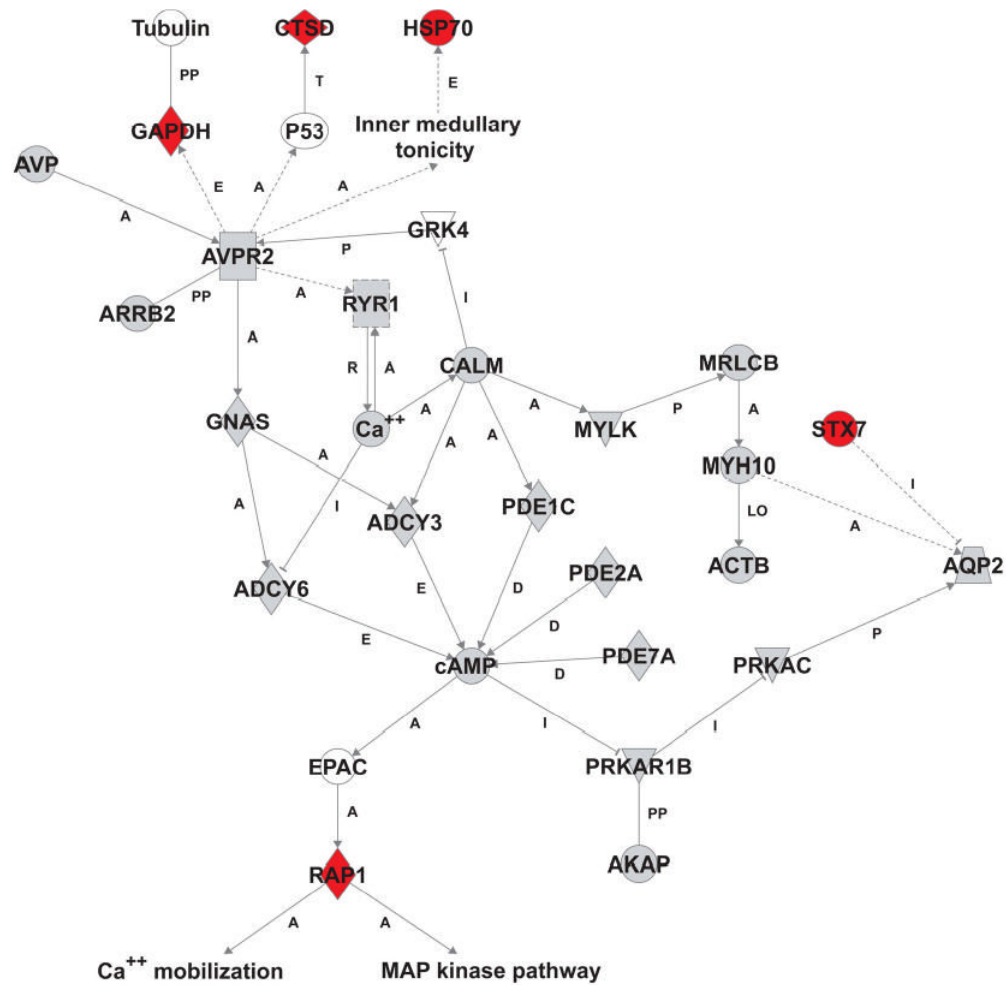 Tubulin
CTSD
HSP70
PP
T
E
GAPDH
P53
Inner medullary
tonicity
AVP
E
A
A
A
GRK4
P
AVPR2
ARRB2
PP
A
RYR1
I
A
R
A
CALM
MRLCB
P
A
GNAS
Ca++
A
A
MYLK
A
STX7
A
I
A
A
MYH10
I
ADCY3
PDE1C
LO
A
ADCY6
PDE2A
ACTB
AQP2
E
D
E
D
P
cAMP
D
PDE7A
PRKAC
A
I
I
EPAC
PRKAR1B
A
PP
RAP1
AKAP
A
A
Ca++ mobilization
MAP kinase pathway